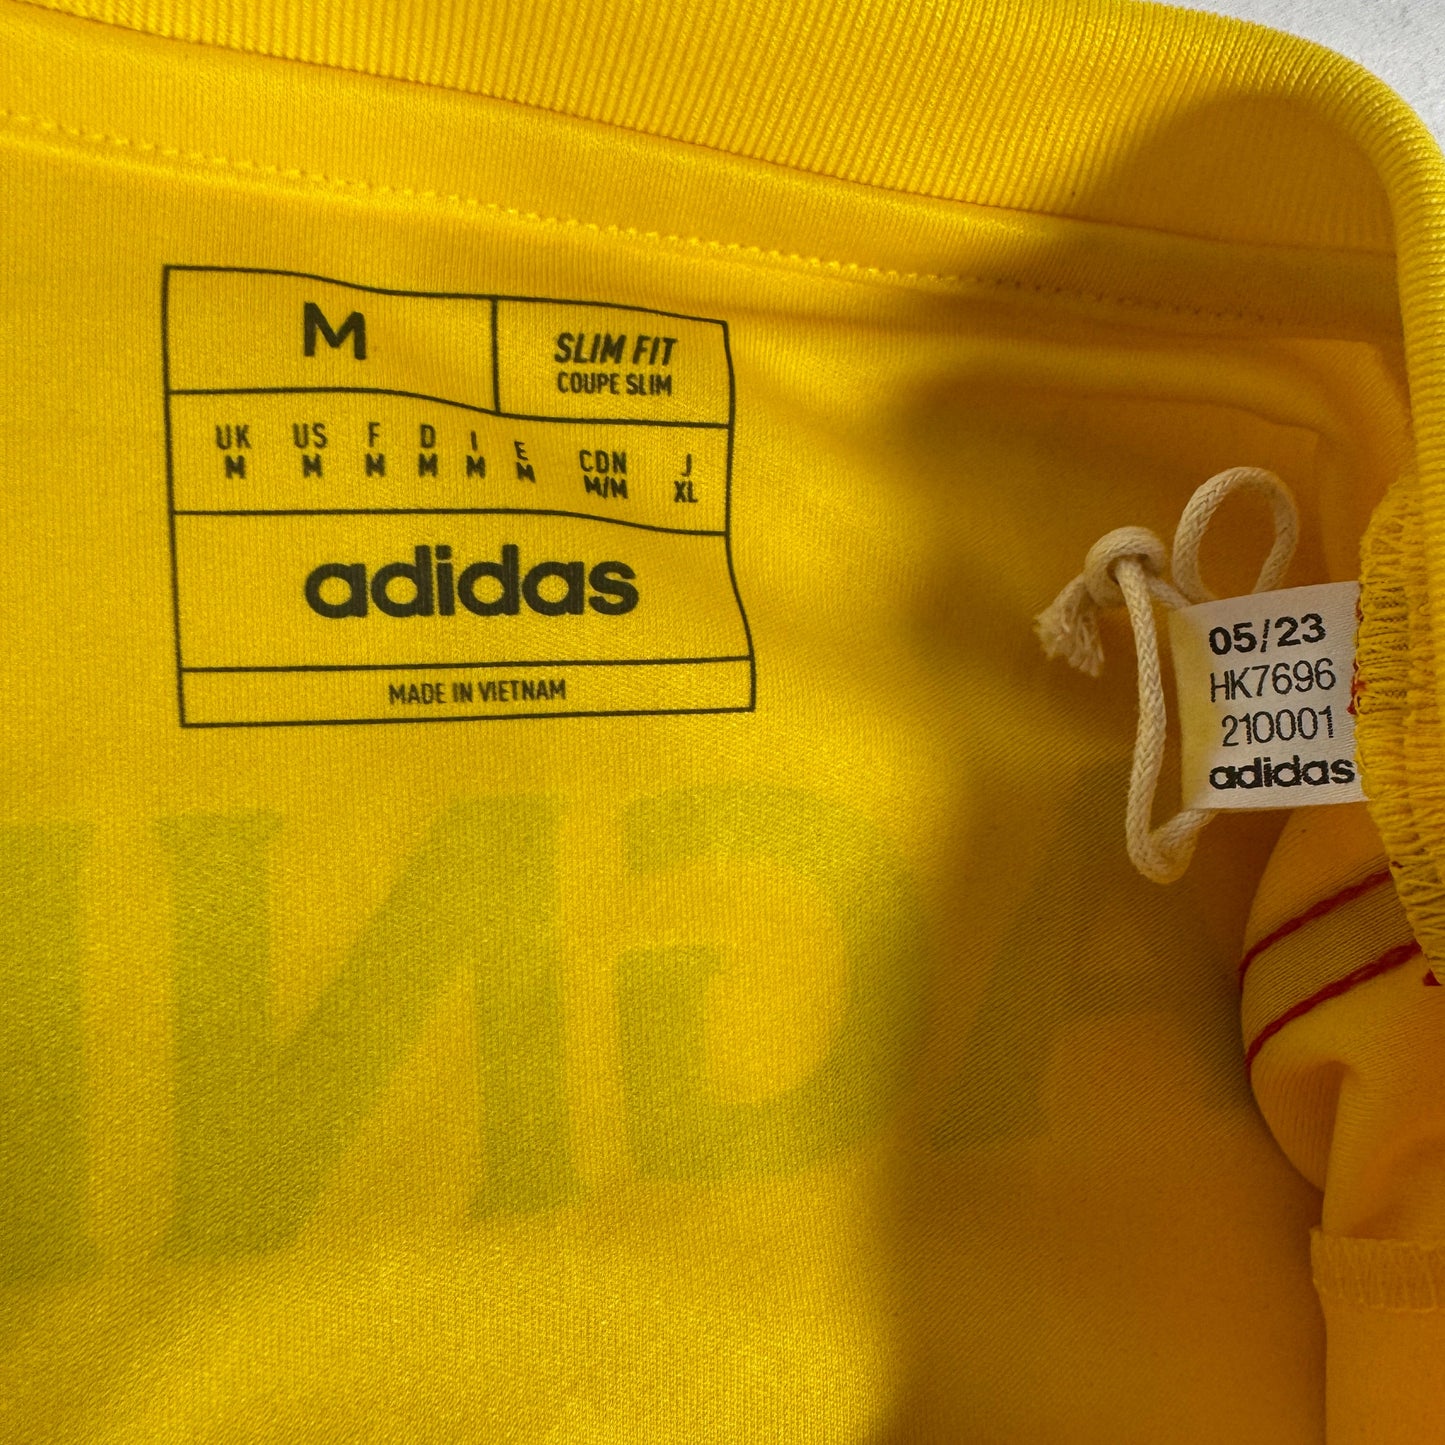 M
SLIM FIT
COUPE SLIM
UK US F D I E CDN J
M M M M M M M/M XL
adidas
MADE IN VIETNAM
05/23
HK7696
210001
adidas